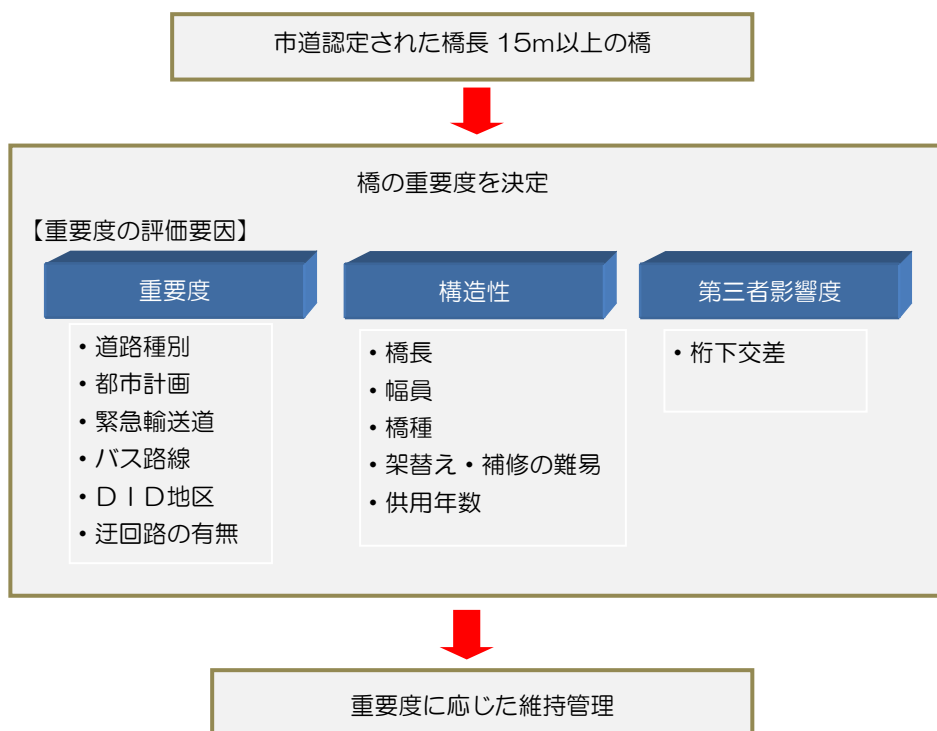 市道認定された橋長 15m以上の橋
橋の重要度を決定
【重要度の評価要因】
重要度
・道路種別
・都市計画
・緊急輸送道
・バス路線
・ＤＩＤ地区
・迂回路の有無
構造性
・橋長
・幅員
・橋種
・架替え・補修の難易
・供用年数
第三者影響度
・桁下交差
重要度に応じた維持管理